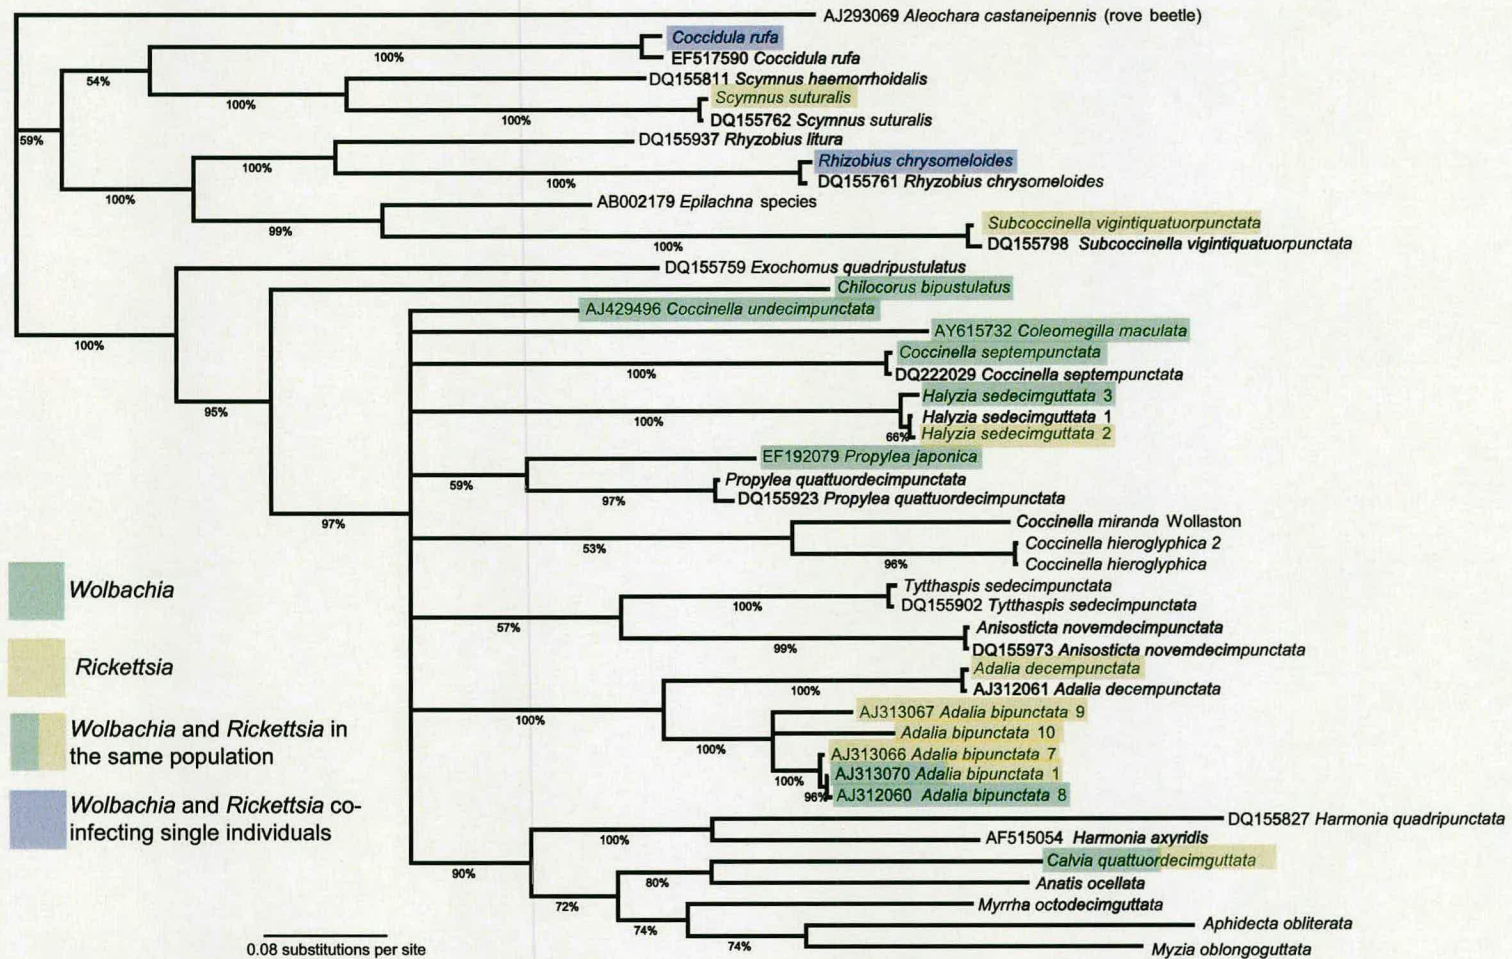 AJ293069 Aleochara castaneipennis (rove beetle)
Coccidula rufa
100%
EF517590 Coccidula rufa
54%
DQ155811 Scymnus haemorrhoidalis
100%
Scymnus suturalis
100%
DQ155762 Scymnus suturalis
59%
DQ155937 Rhyzobius litura
100%
Rhizobius chrysomeloides
100%
DQ155761 Rhyzobius chrysomeloides
100%
AB002179 Epilachna species
99%
Subcoccinella vigintiquatuorpunctata
100%
DQ155798 Subcoccinella vigintiquatuorpunctata
DQ155759 Exochomus quadripustulatus
Chilocorus bipustulatus
AJ429496 Coccinella undecimpunctata
AY615732 Coleomegilla maculata
100%
Coccinella septempunctata
100%
DQ222029 Coccinella septempunctata
Halyzia sedecimguttata 3
95%
100%
Halyzia sedecimguttata 1
66%
Halyzia sedecimguttata 2
EF192079 Propylea japonica
59%
Propylea quattuordecimpunctata
97%
DQ155923 Propylea quattuordecimpunctata
97%
Coccinella miranda Wollaston
53%
Coccinella hieroglyphica 2
96%
Coccinella hieroglyphica
Tytthaspis sedecimpunctata
100%
DQ155902 Tytthaspis sedecimpunctata
57%
Anisosticta novemdecimpunctata
99%
DQ155973 Anisosticta novemdecimpunctata
Adalia decempunctata
100%
AJ312061 Adalia decempunctata
100%
AJ313067 Adalia bipunctata 9
Adalia bipunctata 10
100%
AJ313066 Adalia bipunctata 7
100%
AJ313070 Adalia bipunctata 1
96%
AJ312060 Adalia bipunctata 8
DQ155827 Harmonia quadripunctata
100%
AF515054 Harmonia axyridis
90%
Calvia quattuordecimguttata
80%
Anatis ocellata
72%
Myrrha octodecimguttata
74%
Aphidecta obliterata
74%
Myzia oblongoguttata
Wolbachia
Rickettsia
Wolbachia and Rickettsia in
the same population
Wolbachia and Rickettsia co-
infecting single individuals
0.08 substitutions per site